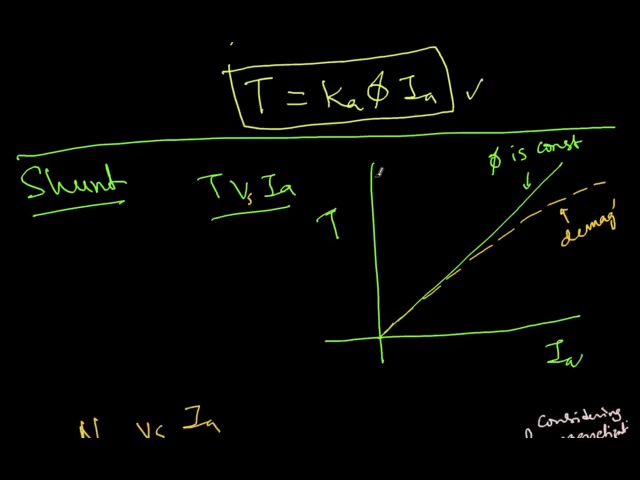 T = Ka ϕ Ia ✓
Shunt
T Vs Ia
ϕ is const
T
demag'
Ia
N Vs Ia
Considering